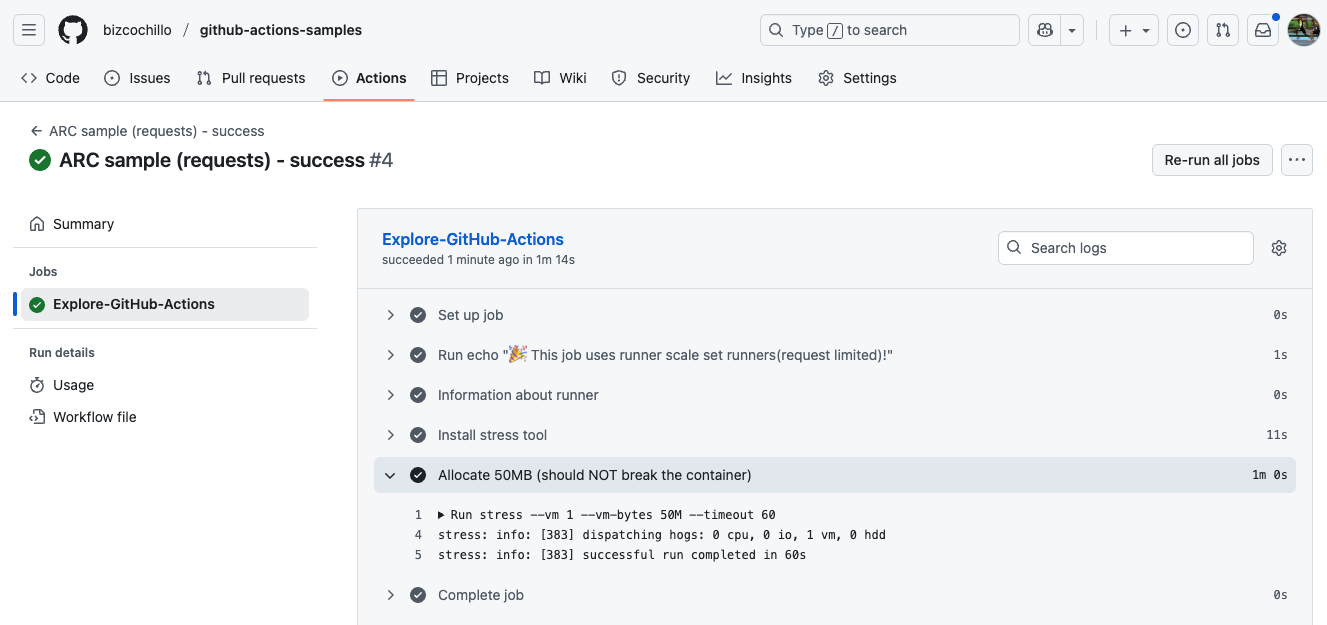 bizcochillo / github-actions-samples
Type / to search
Code
Issues
Pull requests
Actions
Projects
Wiki
Security
Insights
Settings
← ARC sample (requests) - success
ARC sample (requests) - success #4
Re-run all jobs
Summary
Jobs
Explore-GitHub-Actions
Run details
Usage
Workflow file
Explore-GitHub-Actions
succeeded 1 minute ago in 1m 14s
Search logs
Set up job 0s
Run echo "🎉 This job uses runner scale set runners(request limited)!" 1s
Information about runner 0s
Install stress tool 11s
Allocate 50MB (should NOT break the container) 1m 0s
1 ▶ Run stress --vm 1 --vm-bytes 50M --timeout 60
4 stress: info: [383] dispatching hogs: 0 cpu, 0 io, 1 vm, 0 hdd
5 stress: info: [383] successful run completed in 60s
Complete job 0s